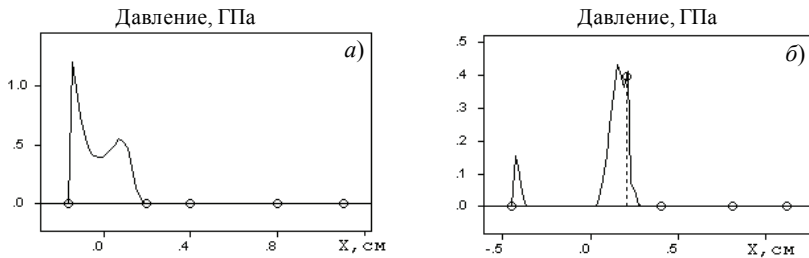 Давление, ГПа
а)
1.0
.5
.0
.0 .4 .8 X, см
Давление, ГПа
б)
.5
.4
.3
.2
.1
.0
-.5 0.0 .5 X, см